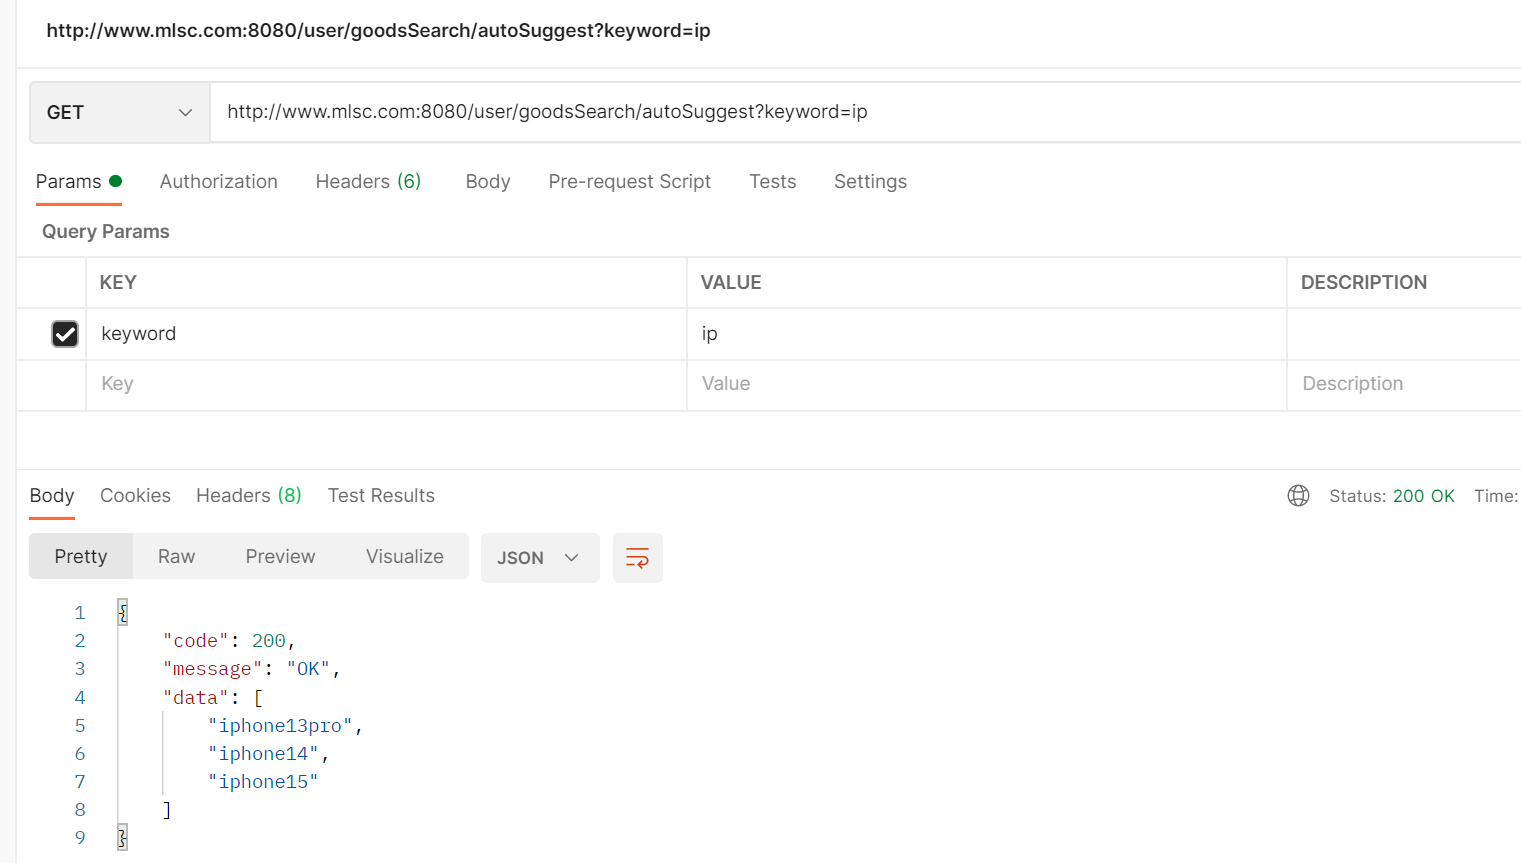 http://www.mlsc.com:8080/user/goodsSearch/autoSuggest?keyword=ip
GET http://www.mlsc.com:8080/user/goodsSearch/autoSuggest?keyword=ip
Params Authorization Headers (6) Body Pre-request Script Tests Settings
Query Params
KEY VALUE DESCRIPTION
keyword ip
Key Value Description
Body Cookies Headers (8) Test Results Status: 200 OK Time:
Pretty Raw Preview Visualize JSON
1 {
2 "code": 200,
3 "message": "OK",
4 "data": [
5 "iphone13pro",
6 "iphone14",
7 "iphone15"
8 ]
9 }